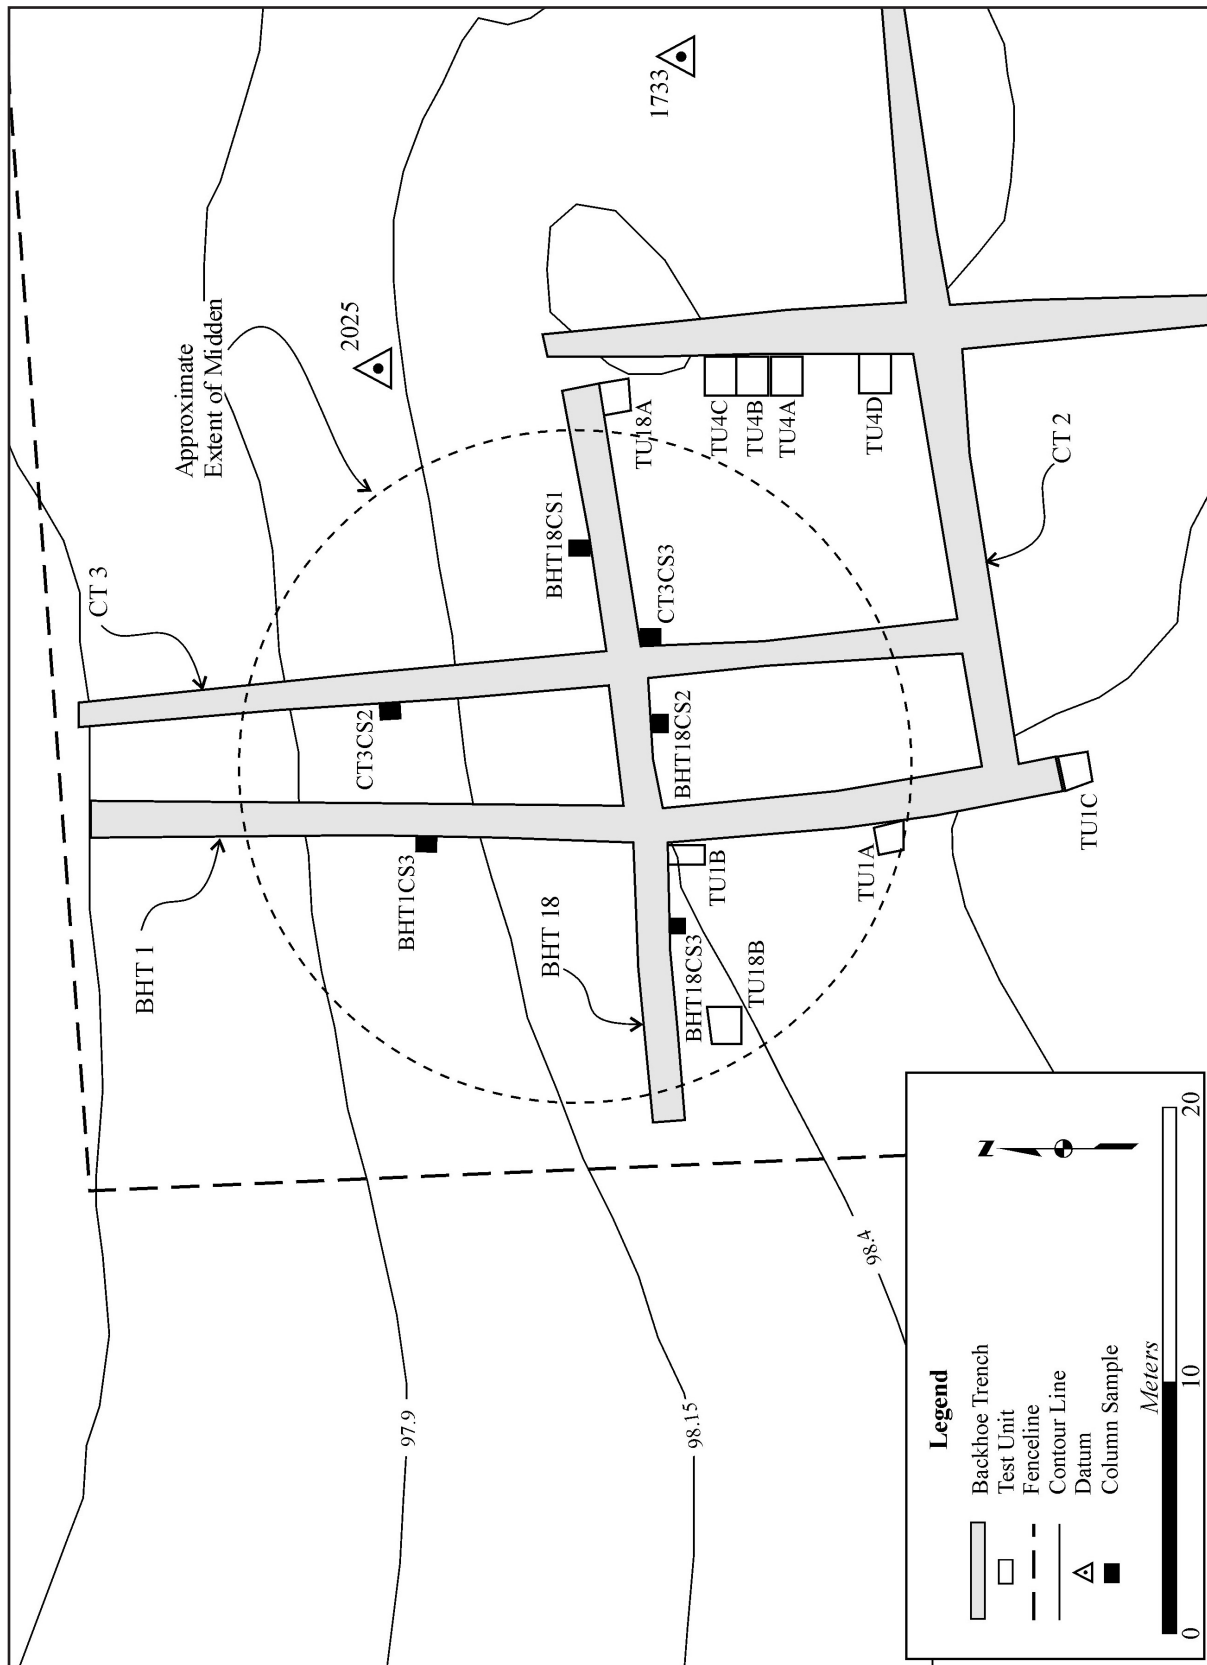 1733
2025
Approximate
Extent of Midden
CT 3
TU18A
TU4C
TU4B
TU4A
TU4D
CT 2
BHT18CS1
CT3CS3
CT3CS2
BHT18CS2
BHT 1
BHT1CS3
BHT 18
TU1B
TU1A
TU1C
BHT18CS3
TU18B
98.4
97.9
98.15
N
Legend
Backhoe Trench
Test Unit
Fenceline
Contour Line
Datum
Column Sample
Meters
0 10 20